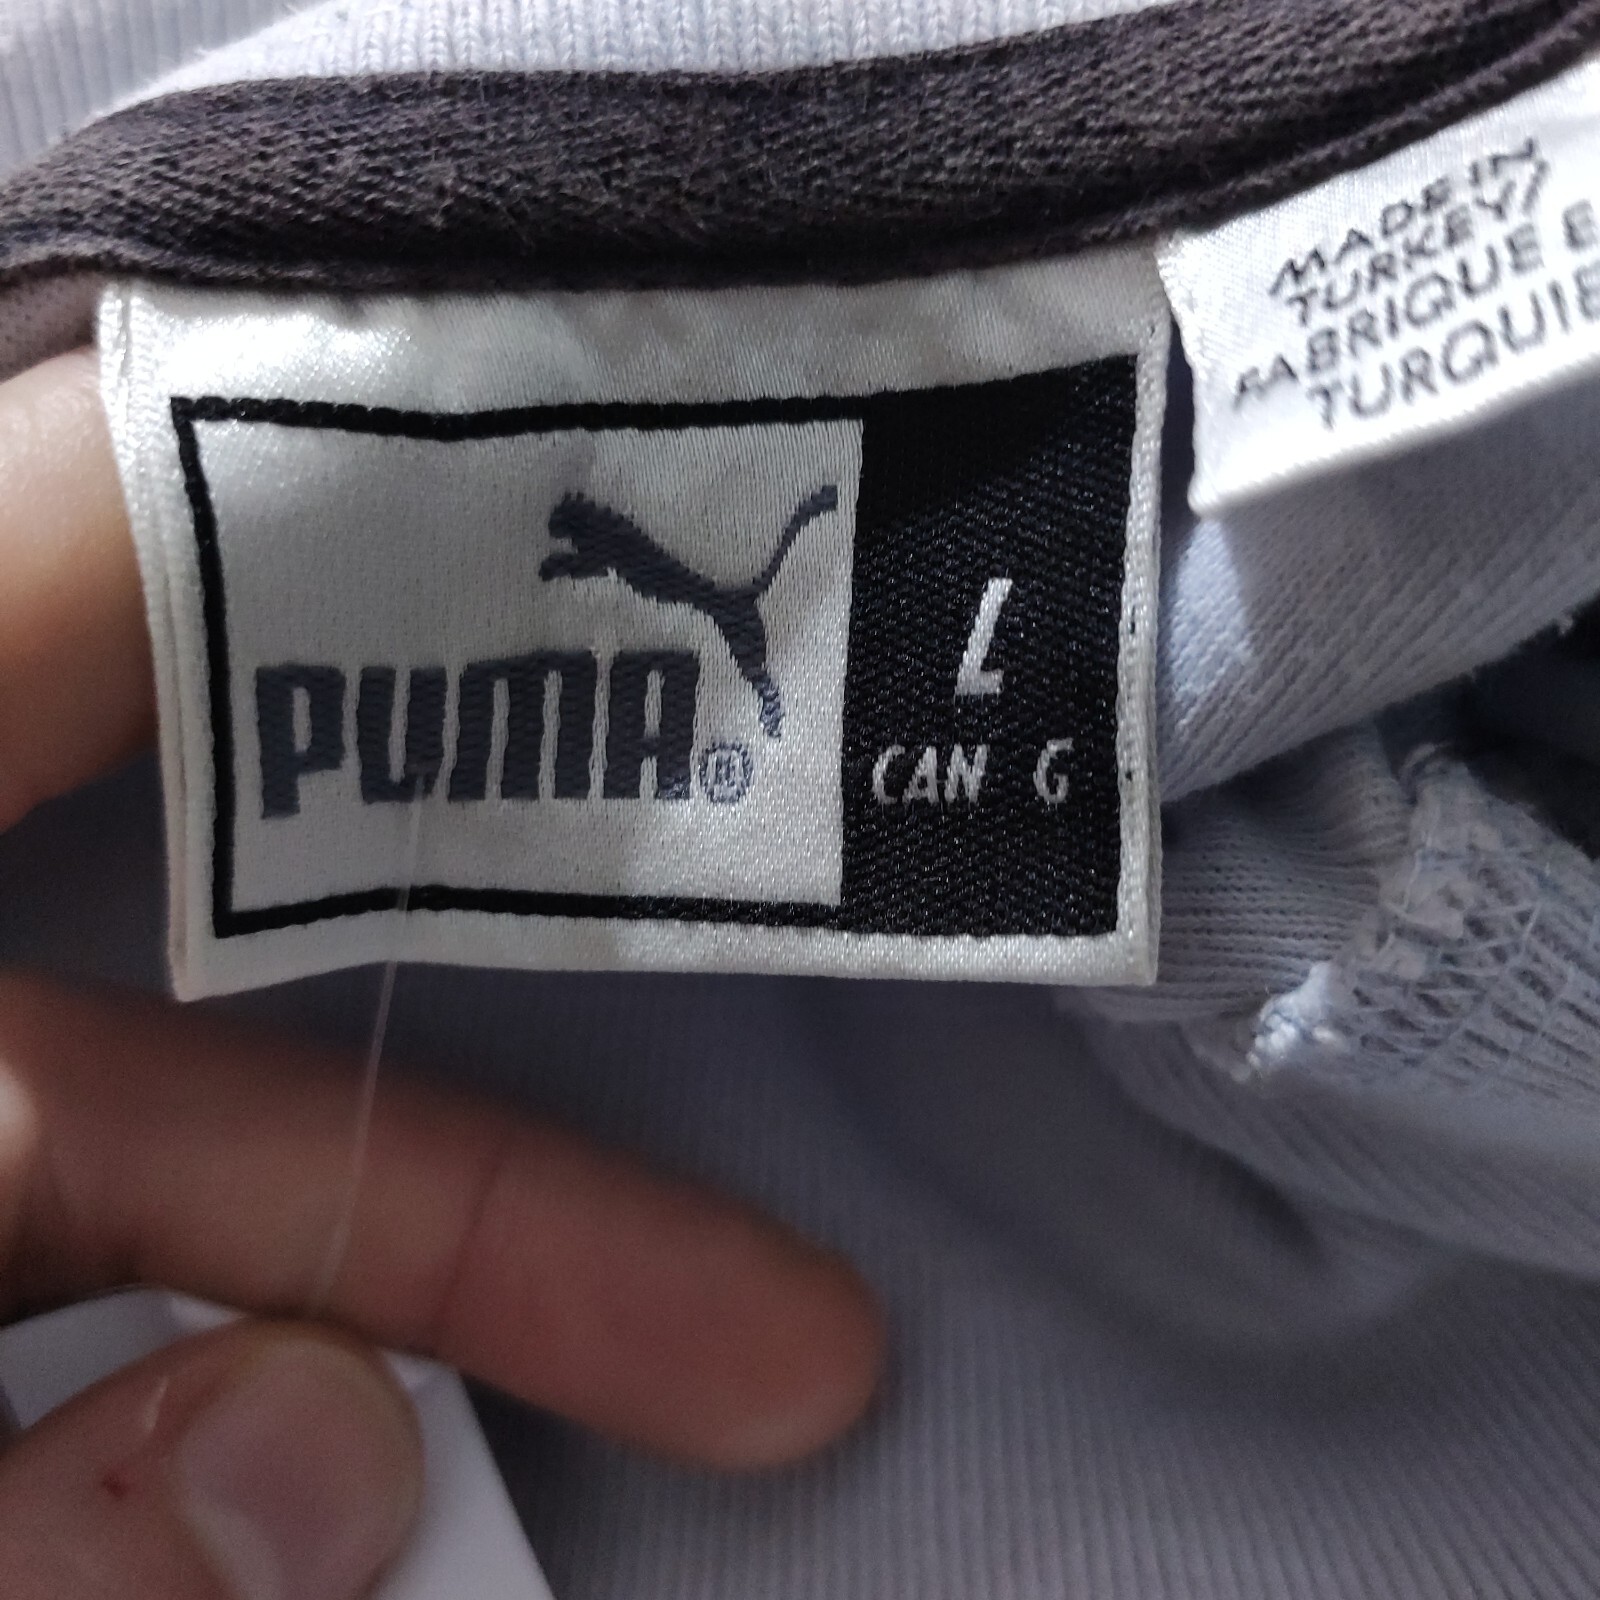 PUMA®
L
CAN G
MADE IN
TURKEY/
FABRIQUE E
TURQUIE